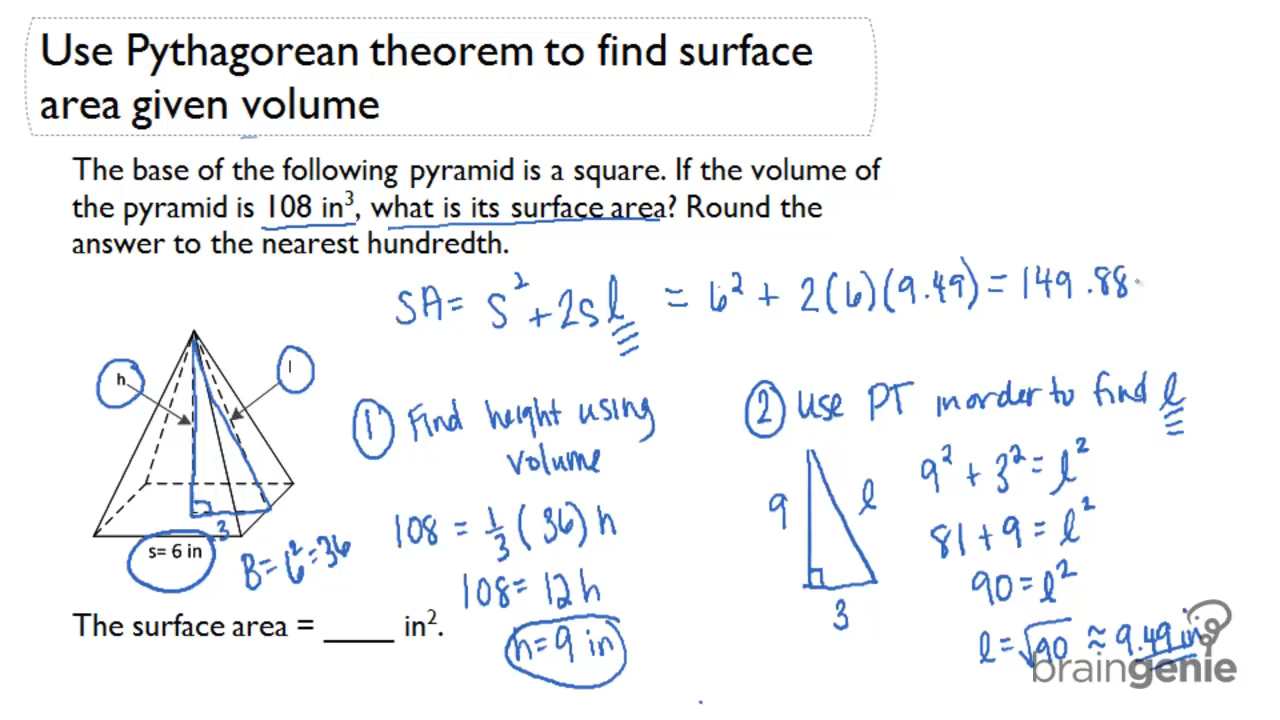 Use Pythagorean theorem to find surface
area given volume
The base of the following pyramid is a square. If the volume of
the pyramid is 108 in³, what is its surface area? Round the
answer to the nearest hundredth.
SA = s² + 2sl = 6² + 2(6)(9.49) = 149.88
h
l
3
s= 6 in
B = 6² = 36
The surface area = ____ in².
① Find height using
volume
108 = 1/3 (36) h
108 = 12h
h = 9 in
② Use PT in order to find l
9
l
3
9² + 3² = l²
81 + 9 = l²
90 = l²
l = √90 ≈ 9.49 in
braingenie